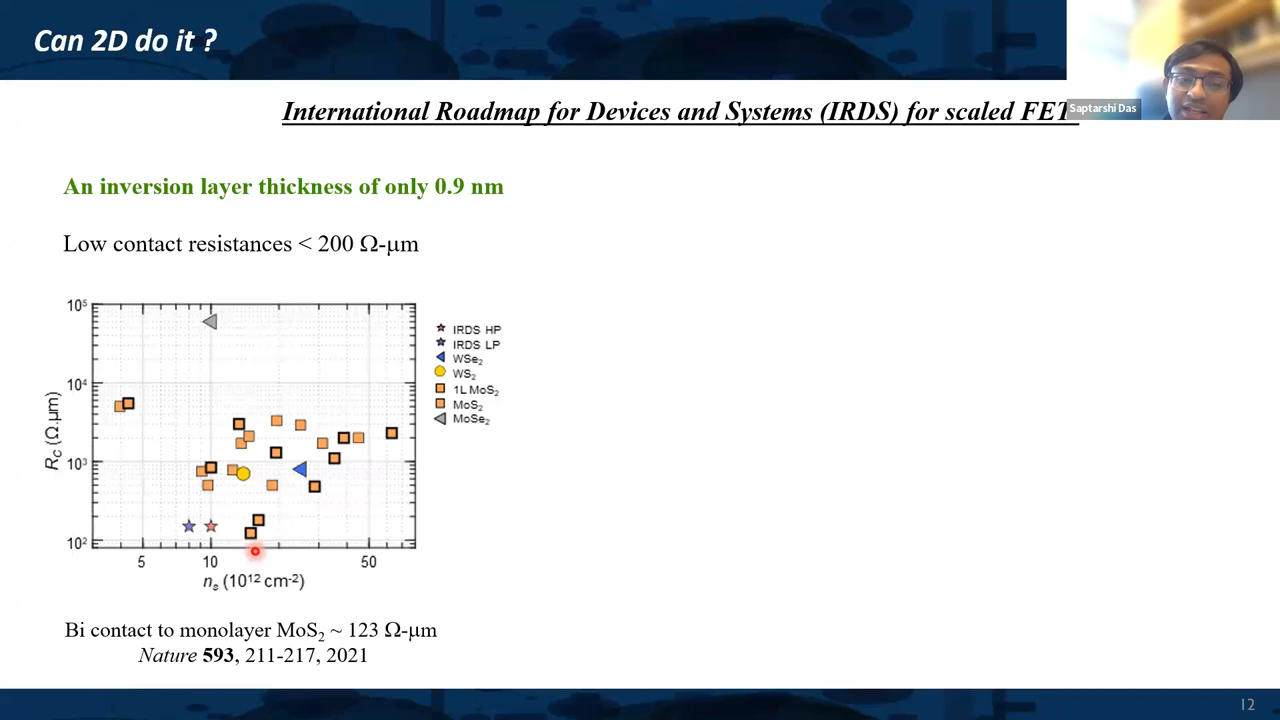 Can 2D do it ?
Saptarshi Das
International Roadmap for Devices and Systems (IRDS) for scaled FET
An inversion layer thickness of only 0.9 nm
Low contact resistances < 200 Ω-μm
10⁵
10⁴
10³
10²
R_C (Ω.μm)
5 10 50
nₛ (10¹² cm⁻²)
IRDS HP
IRDS LP
WSe₂
WS₂
1L MoS₂
MoS₂
MoSe₂
Bi contact to monolayer MoS₂ ~ 123 Ω-μm
Nature 593, 211-217, 2021
12